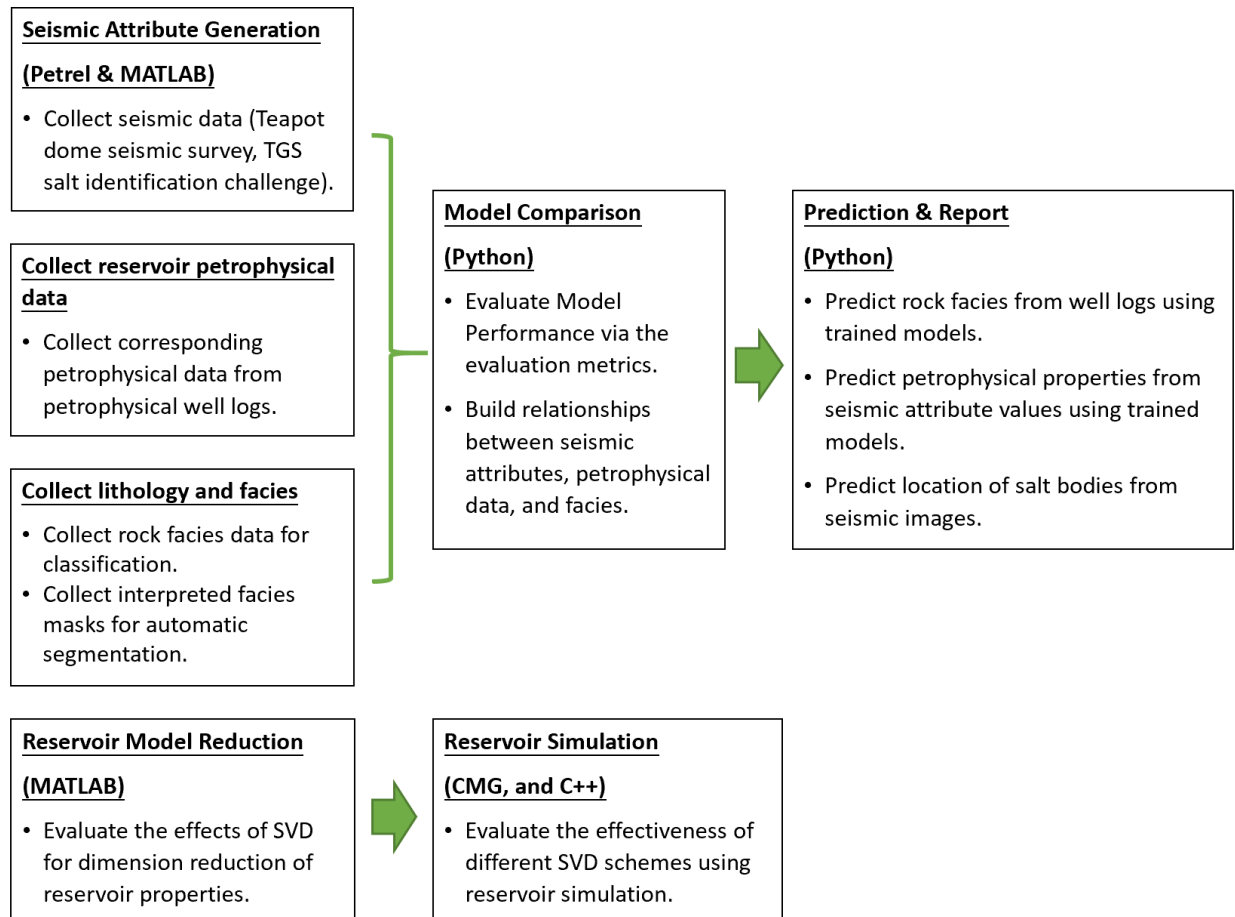 Seismic Attribute Generation
(Petrel & MATLAB)
• Collect seismic data (Teapot
dome seismic survey, TGS
salt identification challenge).
Collect reservoir petrophysical
data
• Collect corresponding
petrophysical data from
petrophysical well logs.
Collect lithology and facies
• Collect rock facies data for
classification.
• Collect interpreted facies
masks for automatic
segmentation.
Model Comparison
(Python)
• Evaluate Model
Performance via the
evaluation metrics.
• Build relationships
between seismic
attributes, petrophysical
data, and facies.
Prediction & Report
(Python)
• Predict rock facies from well logs using
trained models.
• Predict petrophysical properties from
seismic attribute values using trained
models.
• Predict location of salt bodies from
seismic images.
Reservoir Model Reduction
(MATLAB)
• Evaluate the effects of SVD
for dimension reduction of
reservoir properties.
Reservoir Simulation
(CMG, and C++)
• Evaluate the effectiveness of
different SVD schemes using
reservoir simulation.